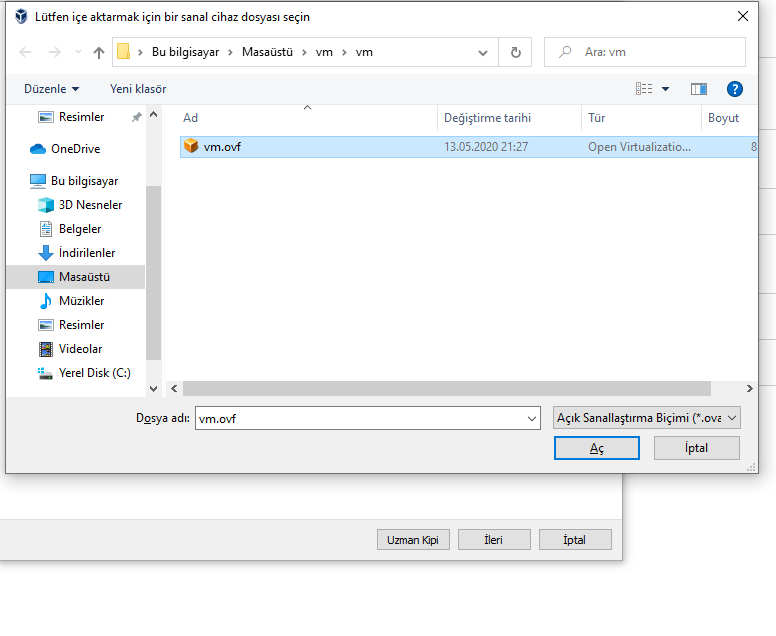 Lütfen içe aktarmak için bir sanal cihaz dosyası seçin
Bu bilgisayar > Masaüstü > vm > vm
Ara: vm
Düzenle
Yeni klasör
?
Resimler
OneDrive
Bu bilgisayar
3D Nesneler
Belgeler
İndirilenler
Masaüstü
Müzikler
Resimler
Videolar
Yerel Disk (C:)
Ad
Değiştirme tarihi
Tür
Boyut
vm.ovf
13.05.2020 21:27
Open Virtualizatio...
8
Dosya adı:
vm.ovf
Açık Sanallaştırma Biçimi (*.ova
Aç
İptal
Uzman Kipi
İleri
İptal